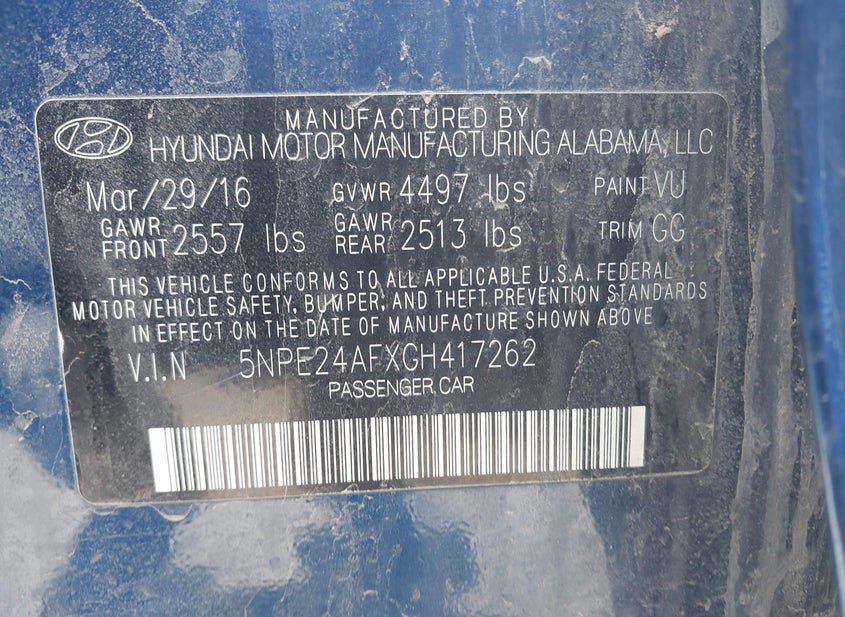 MANUFACTURED BY
HYUNDAI MOTOR MANUFACTURING ALABAMA, LLC
Mar/29/16 GVWR 4497 lbs PAINT VU
GAWR FRONT 2557 lbs GAWR REAR 2513 lbs TRIM GG
THIS VEHICLE CONFORMS TO ALL APPLICABLE U.S.A. FEDERAL
MOTOR VEHICLE SAFETY, BUMPER, AND THEFT PREVENTION STANDARDS
IN EFFECT ON THE DATE OF MANUFACTURE SHOWN ABOVE
V.I.N 5NPE24AFXGH417262
PASSENGER CAR